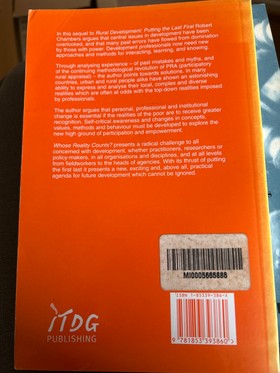 In this sequel to Rural Development: Putting the Last First Robert
Chambers argues that central issues in development have been
overlooked, and that many past errors have flowed from domination
by those with power. Development professionals now need new
approaches and methods for interacting, learning, and knowing.
Through analysing experience – of past mistakes and myths, and
of the continuing methodological revolution of PRA (participatory
rural appraisal) – the author points towards solutions. In many
countries, urban and rural people alike have shown an astonishing
ability to express and analyse their local, complex and diverse
realities which are often at odds with the top-down realities imposed
by professionals.
The author argues that personal, professional and institutional
change is essential if the realities of the poor are to receive greater
recognition. Self-critical awareness and changes in concepts,
values, methods and behaviour must be developed to explore the
new high ground of participation and empowerment.
Whose Reality Counts? presents a radical challenge to all
concerned with development, whether practitioners, researchers or
policy-makers, in all organisations and disciplines, and at all levels
from fieldworkers to the heads of agencies. With its thrust of putting
the first last it presents a new, exciting and, above all, practical
agenda for future development which cannot be ignored.
MI0005665886
ISBN 1-85339-386-X
9 781853 393860 >
ITDG
PUBLISHING